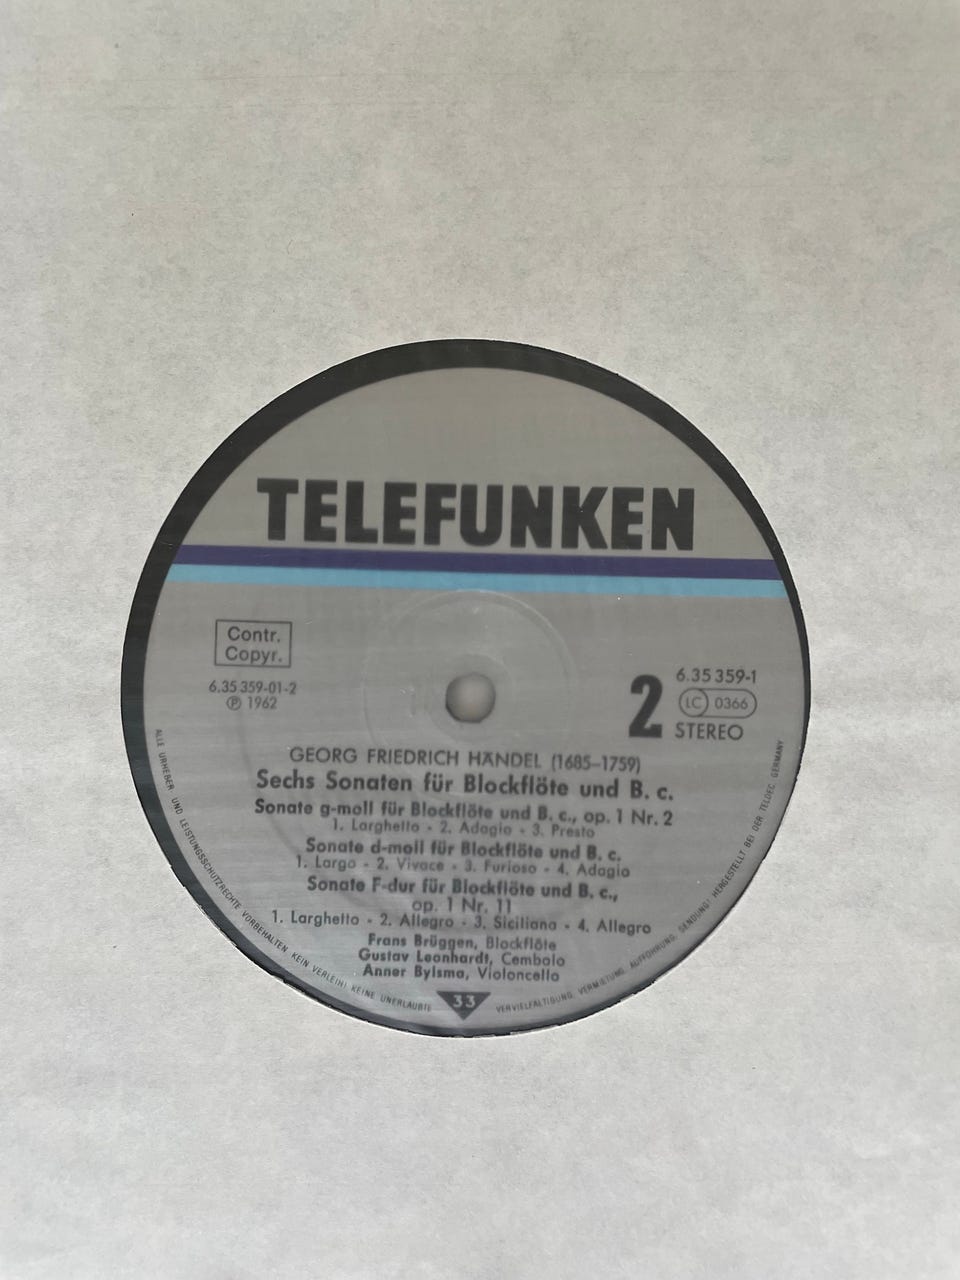 TELEFUNKEN
Contr.
Copyr.
6.35 359-01-2
Ⓟ 1962
2
6.35 359-1
LC 0366
STEREO
GEORG FRIEDRICH HÄNDEL (1685–1759)
Sechs Sonaten für Blockflöte und B. c.
Sonate g-moll für Blockflöte und B. c., op. 1 Nr. 2
1. Larghetto - 2. Adagio - 3. Presto
Sonate d-moll für Blockflöte und B. c.
1. Largo - 2. Vivace - 3. Furioso - 4. Adagio
Sonate F-dur für Blockflöte und B. c.,
op. 1 Nr. 11
1. Larghetto - 2. Allegro - 3. Siciliana - 4. Allegro
Frans Brüggen, Blockflöte
Gustav Leonhardt, Cembalo
Anner Bylsma, Violoncello
33
ALLE URHEBER UND LEISTUNGSSCHUTZRECHTE VORBEHALTEN KEIN VERLEIH! KEINE UNERLAUBTE VERVIELFÄLTIGUNG, VERMIETUNG, AUFFÜHRUNG, SENDUNG! HERGESTELLT BEI DER TELDEC GERMANY